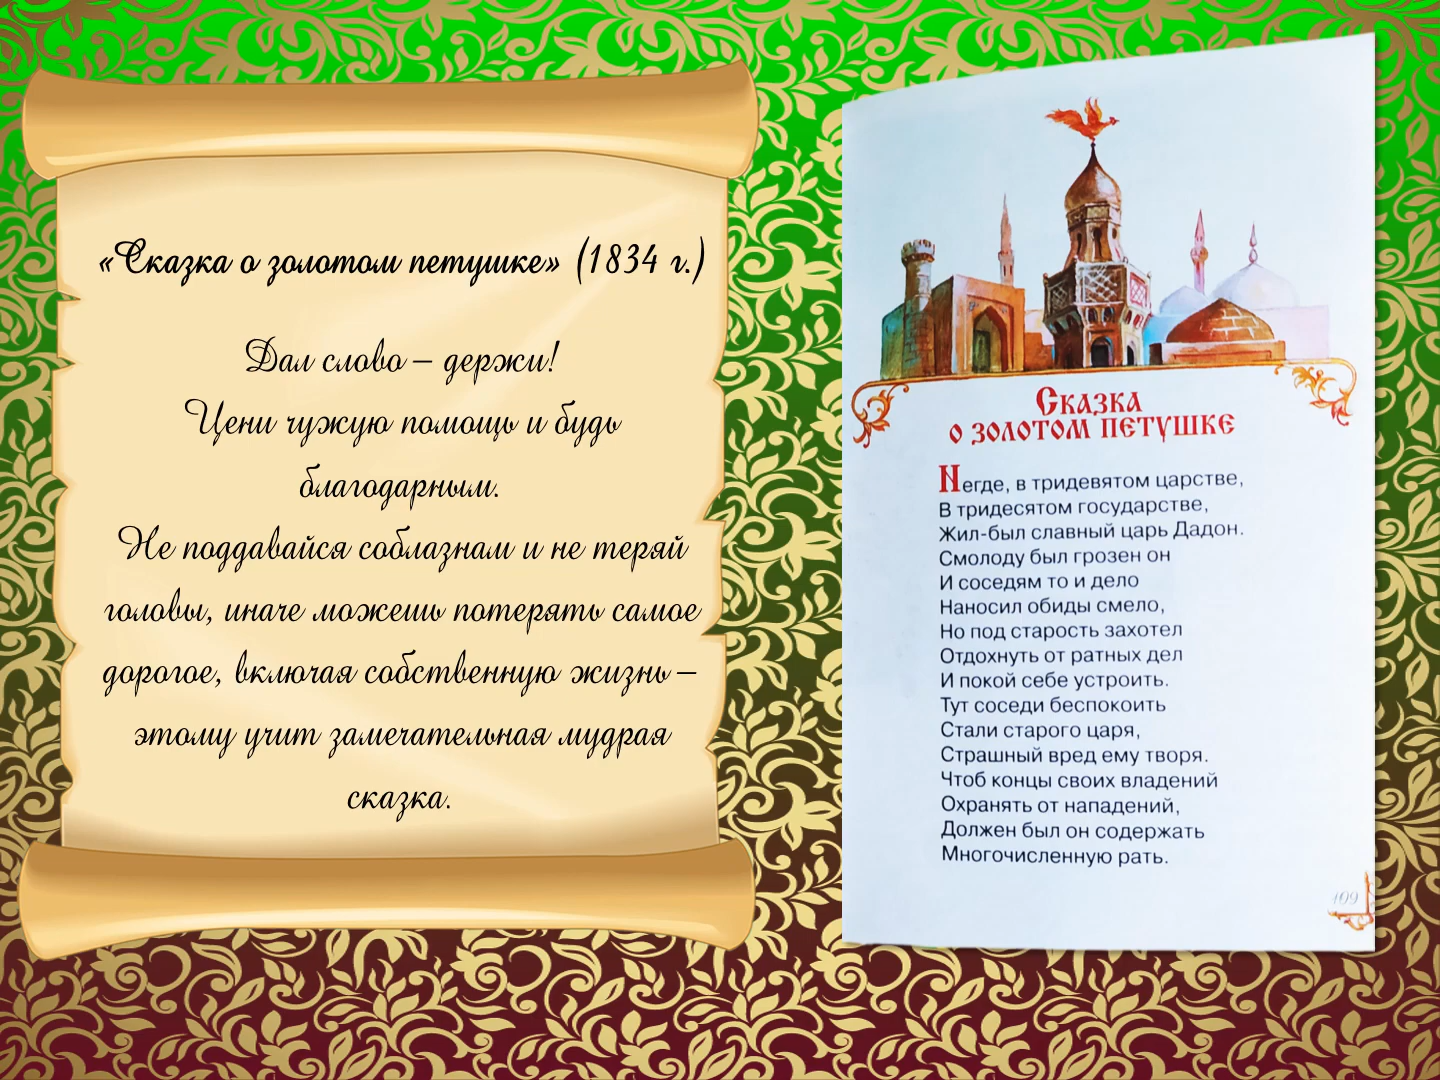 «Сказка о золотом петушке» (1834 г.)
Дал слово – держи!
Цени чужую помощь и будь
благодарным.
Не поддавайся соблазнам и не теряй
головы, иначе можешь потерять самое
дорогое, включая собственную жизнь –
этому учит замечательная мудрая
сказка.
Сказка
о золотом петушке
Негде, в тридевятом царстве,
В тридесятом государстве,
Жил-был славный царь Дадон.
Смолоду был грозен он
И соседям то и дело
Наносил обиды смело,
Но под старость захотел
Отдохнуть от ратных дел
И покой себе устроить.
Тут соседи беспокоить
Стали старого царя,
Страшный вред ему творя.
Чтоб концы своих владений
Охранять от нападений,
Должен был он содержать
Многочисленную рать.
109